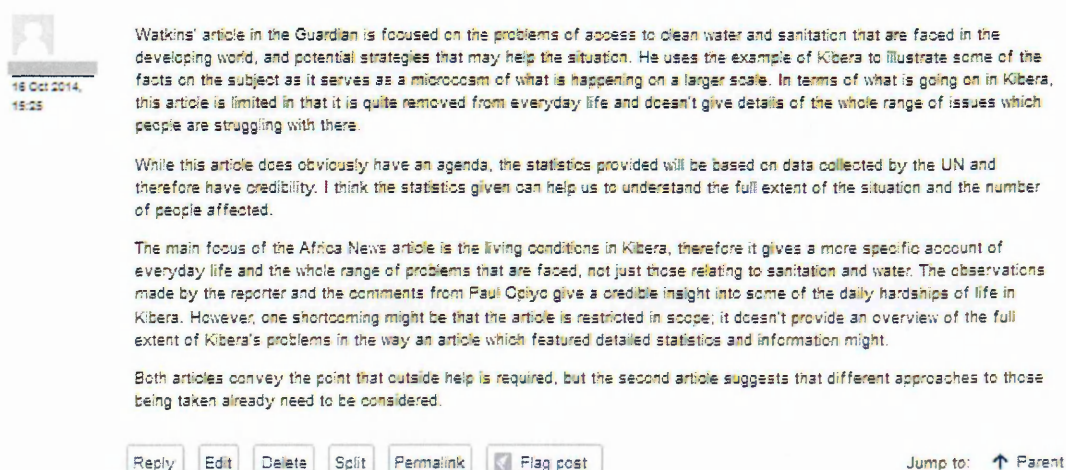 Watkins' article in the Guardian is focused on the problems of access to clean water and sanitation that are faced in the
developing world, and potential strategies that may help the situation. He uses the example of Kibera to illustrate some of the
facts on the subject as it serves as a microcosm of what is happening on a larger scale. In terms of what is going on in Kibera,
16 Oct 2014,
this article is limited in that it is quite removed from everyday life and doesn't give details of the whole range of issues which
15:25
people are struggling with there.
While this article does obviously have an agenda, the statistics provided will be based on data collected by the UN and
therefore have credibility. I think the statistics given can help us to understand the full extent of the situation and the number
of people affected.
The main focus of the Africa News article is the living conditions in Kibera, therefore it gives a more specific account of
everyday life and the whole range of problems that are faced, not just those relating to sanitation and water. The observations
made by the reporter and the comments from Paul Opiyo give a credible insight into some of the daily hardships of life in
Kibera. However, one shortcoming might be that the article is restricted in scope; it doesn't provide an overview of the full
extent of Kibera's problems in the way an article which featured detailed statistics and information might.
Both articles convey the point that outside help is required, but the second article suggests that different approaches to those
being taken already need to be considered.
Reply Edit Delete Split Permalink Flag post Jump to: ↑ Parent